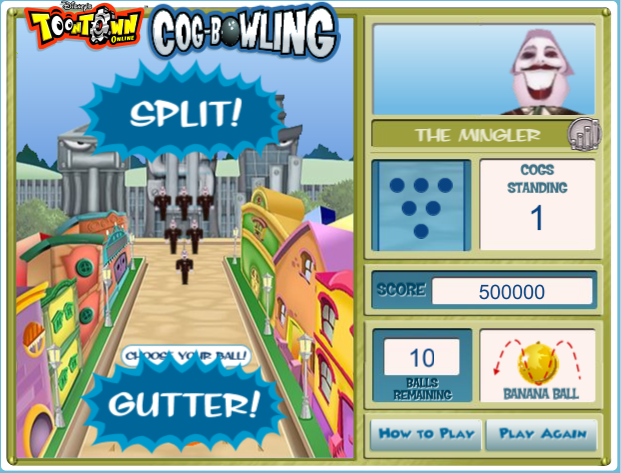 Disney's
TOONTOWN
ONLINE
COG-BOWLING
SPLIT!
THE MINGLER
COGS
STANDING
1
SCORE 500000
CHOOSE YOUR BALL!
10
BALLS
REMAINING
BANANA BALL
GUTTER!
HOW TO PLAY
PLAY AGAIN